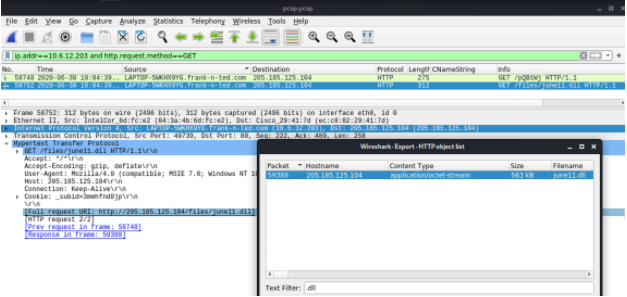 pcap.pcap
File Edit View Go Capture Analyze Statistics Telephony Wireless Tools Help
ip.addr==10.6.12.203 and http.request.method==GET
No. Time Source Destination Protocol Length CNameString Info
58748 2020-06-30 10:04:39... LAPTOP-5WKHX9YG.frank-n-ted.com 205.185.125.104 HTTP 275 GET /pQBtWj HTTP/1.1
58752 2020-06-30 10:04:39... LAPTOP-5WKHX9YG.frank-n-ted.com 205.185.125.104 HTTP 312 GET /files/june11.dll HTTP/1.1
Frame 58752: 312 bytes on wire (2496 bits), 312 bytes captured (2496 bits) on interface eth0, id 0
Ethernet II, Src: IntelCor_6d:fc:e2 (84:3a:4b:6d:fc:e2), Dst: Cisco_29:41:7d (ec:c8:82:29:41:7d)
Internet Protocol Version 4, Src: LAPTOP-5WKHX9YG.frank-n-ted.com (10.6.12.203), Dst: 205.185.125.104 (205.185.125.104)
Transmission Control Protocol, Src Port: 49739, Dst Port: 80, Seq: 222, Ack: 489, Len: 258
Hypertext Transfer Protocol
GET /files/june11.dll HTTP/1.1\r\n
Accept: */*\r\n
Accept-Encoding: gzip, deflate\r\n
User-Agent: Mozilla/4.0 (compatible; MSIE 7.0; Windows NT 1
Host: 205.185.125.104\r\n
Connection: Keep-Alive\r\n
Cookie: _subid=3mmhfnd8jp\r\n
\r\n
[Full request URI: http://205.185.125.104/files/june11.dll]
[HTTP request 2/2]
[Prev request in frame: 58748]
[Response in frame: 59388]
Wireshark · Export · HTTP object list
Packet Hostname Content Type Size Filename
59388 205.185.125.104 application/octet-stream 563 kB june11.dll
Text Filter: .dll